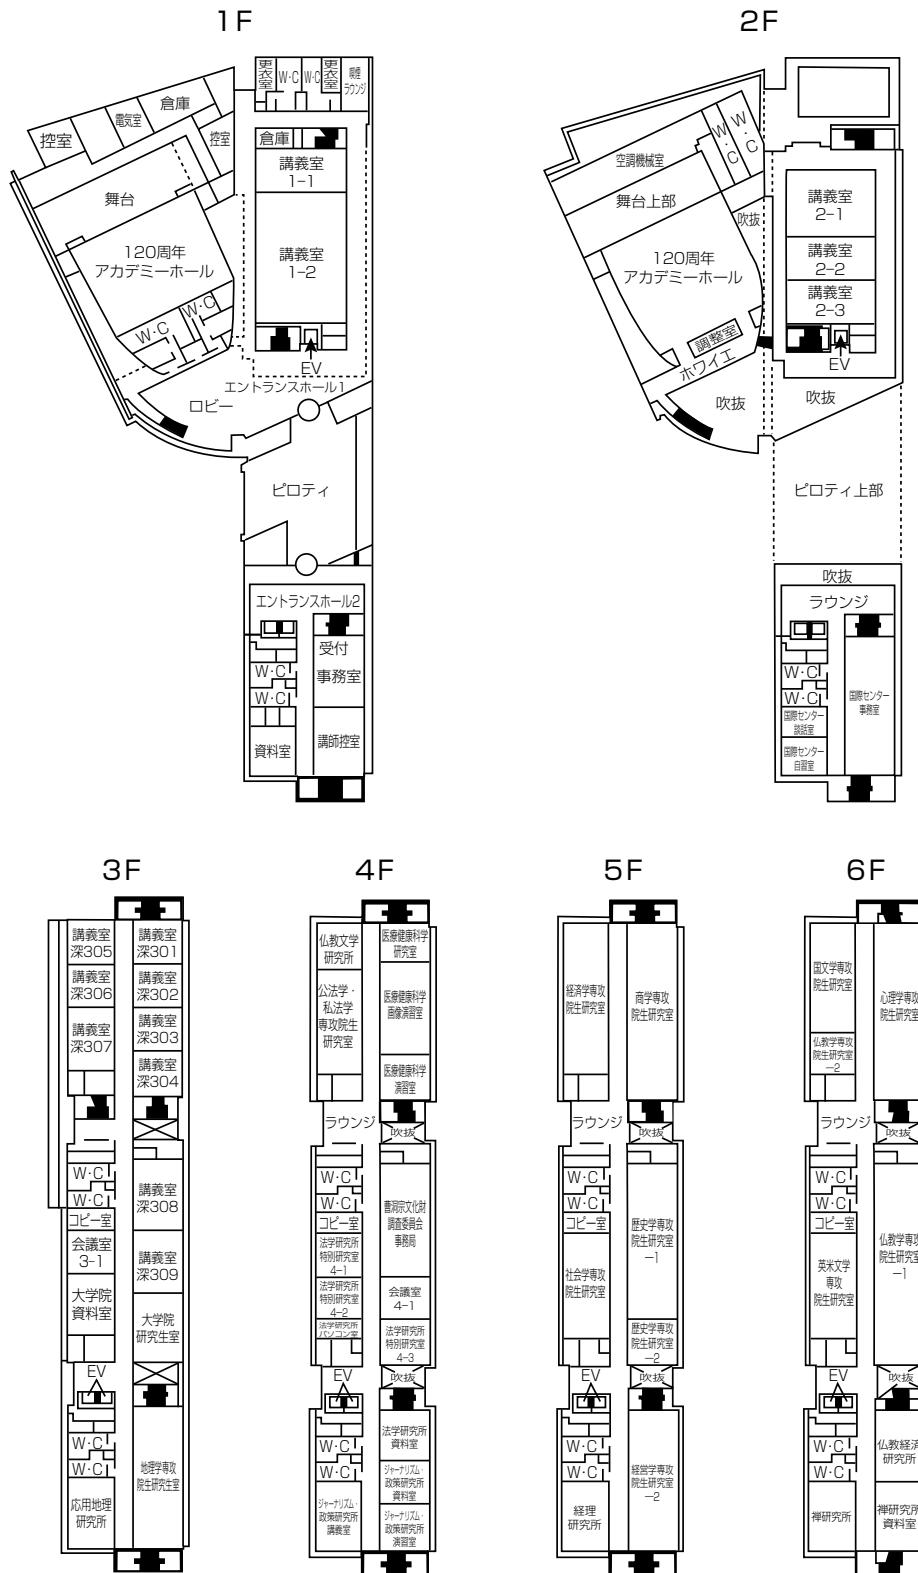 1F
更衣室
W·C
W·C
更衣室
喫煙
ラウンジ
倉庫
電気室
控室
控室
倉庫
講義室
1-1
舞台
120周年
アカデミーホール
講義室
1-2
W·C
W·C
EV
エントランスホール1
ロビー
ピロティ
エントランスホール2
受付
事務室
W·C
W·C
資料室
講師控室
2F
W·C
W·C
空調機械室
舞台上部
吹抜
講義室
2-1
120周年
アカデミーホール
講義室
2-2
講義室
2-3
調整室
ホワイエ
EV
吹抜
吹抜
ピロティ上部
吹抜
ラウンジ
W·C
W·C
国際センター
事務室
国際センター
談話室
国際センター
自習室
3F
講義室
深305
講義室
深301
講義室
深306
講義室
深302
講義室
深307
講義室
深303
講義室
深304
W·C
W·C
コピー室
講義室
深308
会議室
3-1
講義室
深309
大学院
資料室
大学院
研究生室
EV
W·C
W·C
地理学専攻
院生研究生室
応用地理
研究所
4F
仏教文学
研究所
医療健康科学
研究室
公法学・
私法学
専攻院生
研究室
医療健康科学
画像演習室
医療健康科学
演習室
ラウンジ
吹抜
W·C
W·C
コピー室
曹洞宗文化財
調査委員会
事務局
法学研究所
特別研究室
4-1
法学研究所
特別研究室
4-2
会議室
4-1
法学研究所
パソコン室
法学研究所
特別研究室
4-3
EV
吹抜
W·C
W·C
法学研究所
資料室
ジャーナリズム・
政策研究所
資料室
ジャーナリズム・
政策研究所
講義室
ジャーナリズム・
政策研究所
演習室
5F
経済学専攻
院生研究室
商学専攻
院生研究室
ラウンジ
吹抜
W·C
W·C
コピー室
歴史学専攻
院生研究室
-1
社会学専攻
院生研究室
歴史学専攻
院生研究室
-2
EV
吹抜
W·C
W·C
経営学専攻
院生研究室
-2
経理
研究所
6F
国文学専攻
院生研究室
心理学専攻
院生研究室
仏教学専攻
院生研究室
-2
ラウンジ
吹抜
W·C
W·C
コピー室
仏教学専攻
院生研究室
-1
英米文学
専攻
院生研究室
EV
吹抜
W·C
W·C
仏教経済
研究所
禅研究所
禅研究所
資料室